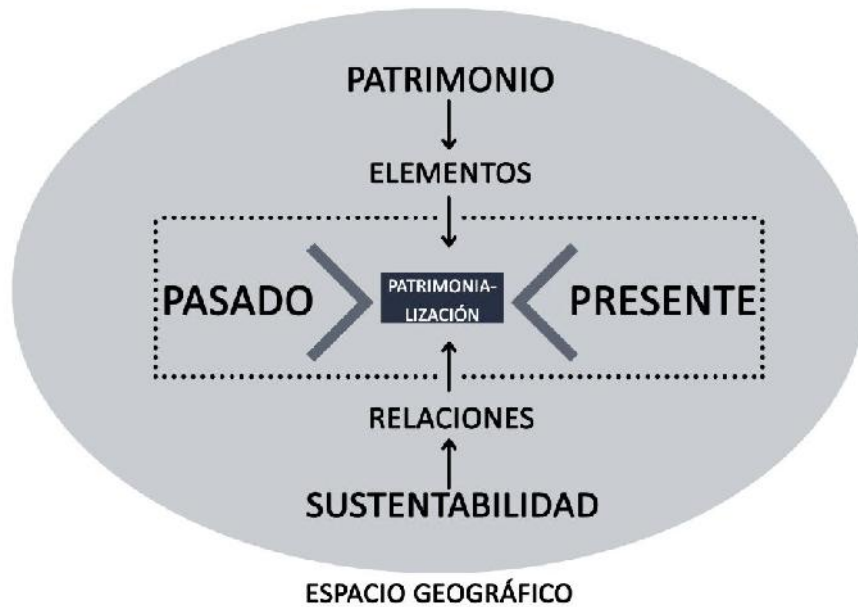 PATRIMONIO
ELEMENTOS
PASADO
PATRIMONIA-
LIZACIÓN
PRESENTE
RELACIONES
SUSTENTABILIDAD
ESPACIO GEOGRÁFICO